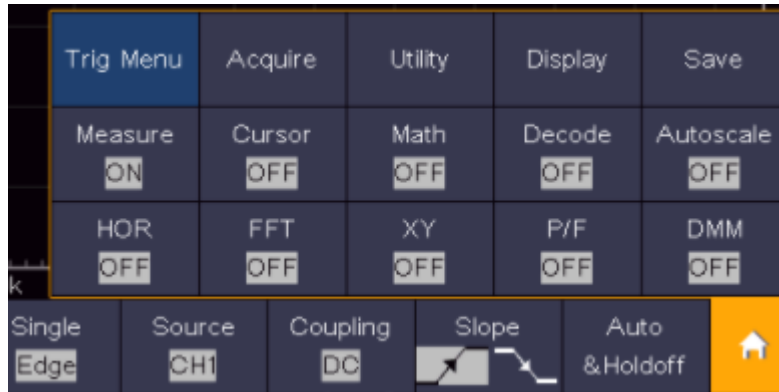 Trig Menu Acquire Utility Display Save
Measure Cursor Math Decode Autoscale
ON OFF OFF OFF OFF
HOR FFT XY P/F DMM
OFF OFF OFF OFF OFF
k
Single Source Coupling Slope Auto
Edge CH1 DC &Holdoff